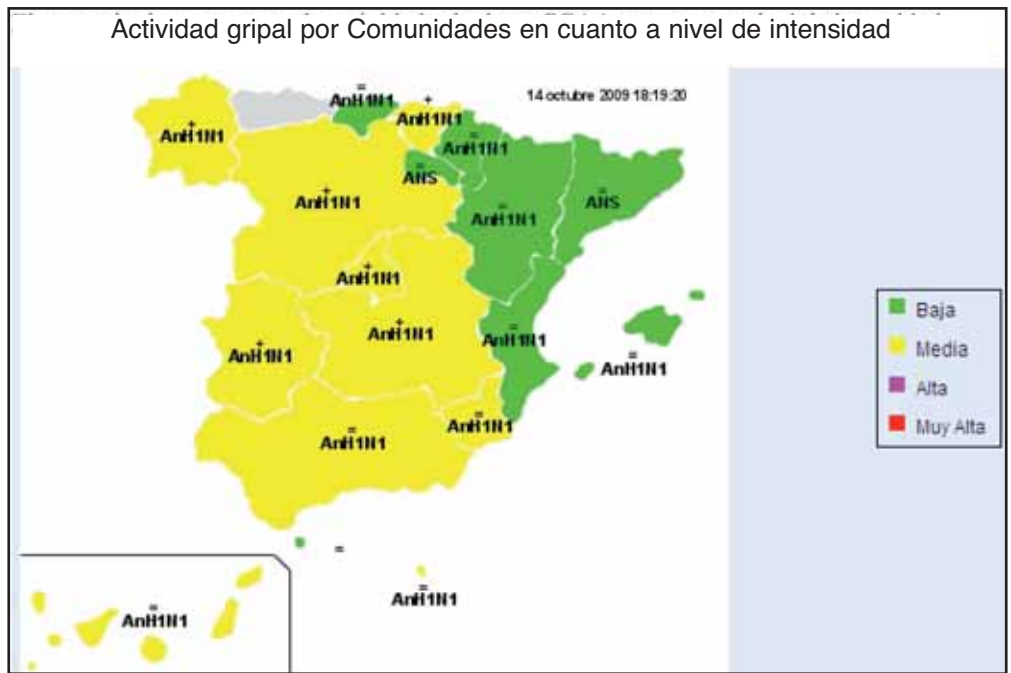 Actividad gripal por Comunidades en cuanto a nivel de intensidad
14 octubre 2009 18:19:20
=
AnH1N1
+
AnH1N1
+
AnH1N1
=
AnH1N1
=
ANS
=
ANS
+
AnH1N1
=
AnH1N1
+
AnH1N1
+
AnH1N1
=
AnH1N1
+
AnH1N1
=
AnH1N1
=
AnH1N1
=
AnH1N1
=
=
AnH1N1
=
AnH1N1
Baja
Media
Alta
Muy Alta